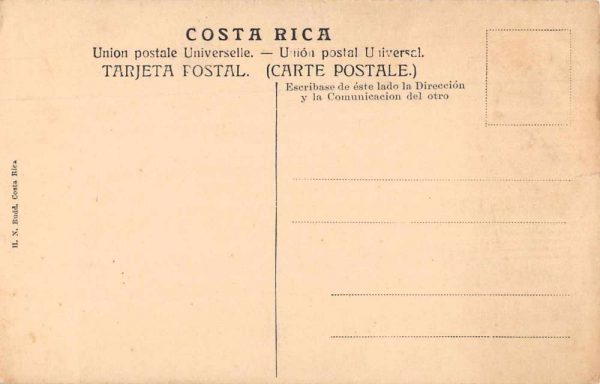 COSTA RICA
Union postale Universelle. — Unión postal Universal.
TARJETA POSTAL. (CARTE POSTALE.)
Escribase de éste lado la Dirección
y la Comunicacion del otro
H. N. Rudd, Costa Rica